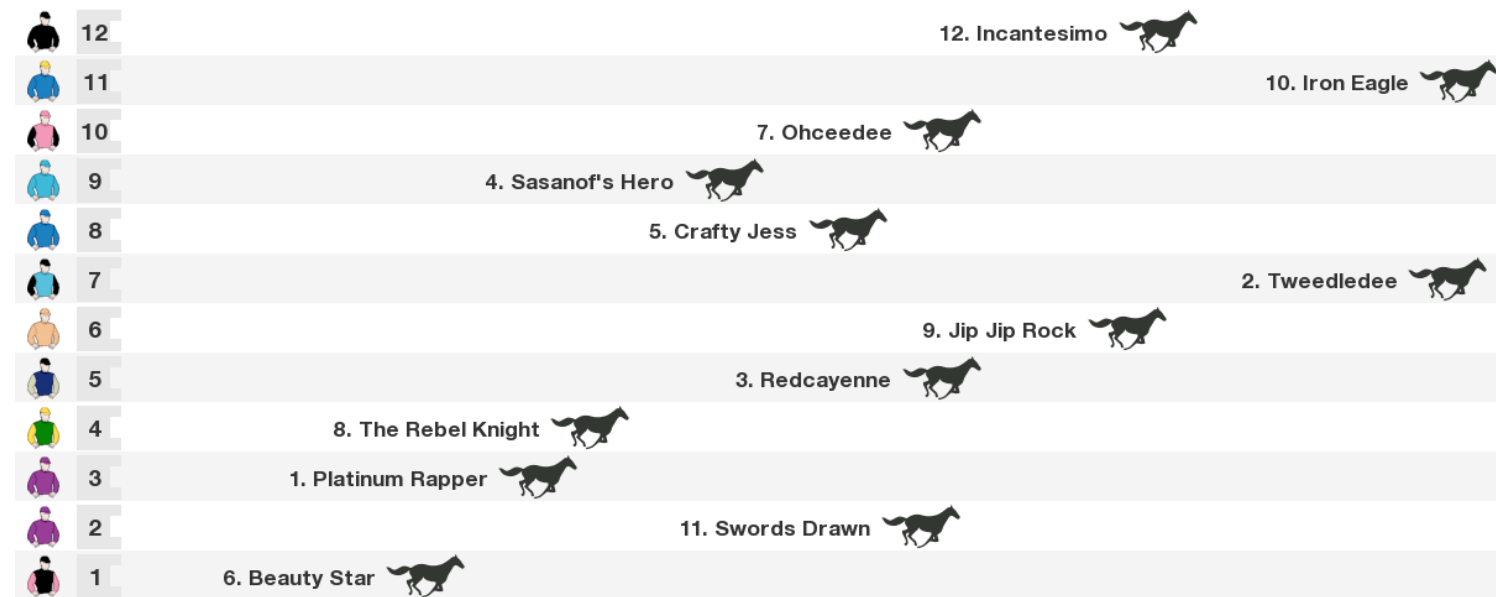 12 12. Incantesimo
11 10. Iron Eagle
10 7. Ohceedee
9 4. Sasanof's Hero
8 5. Crafty Jess
7 2. Tweedledee
6 9. Jip Jip Rock
5 3. Redcayenne
4 8. The Rebel Knight
3 1. Platinum Rapper
2 11. Swords Drawn
1 6. Beauty Star